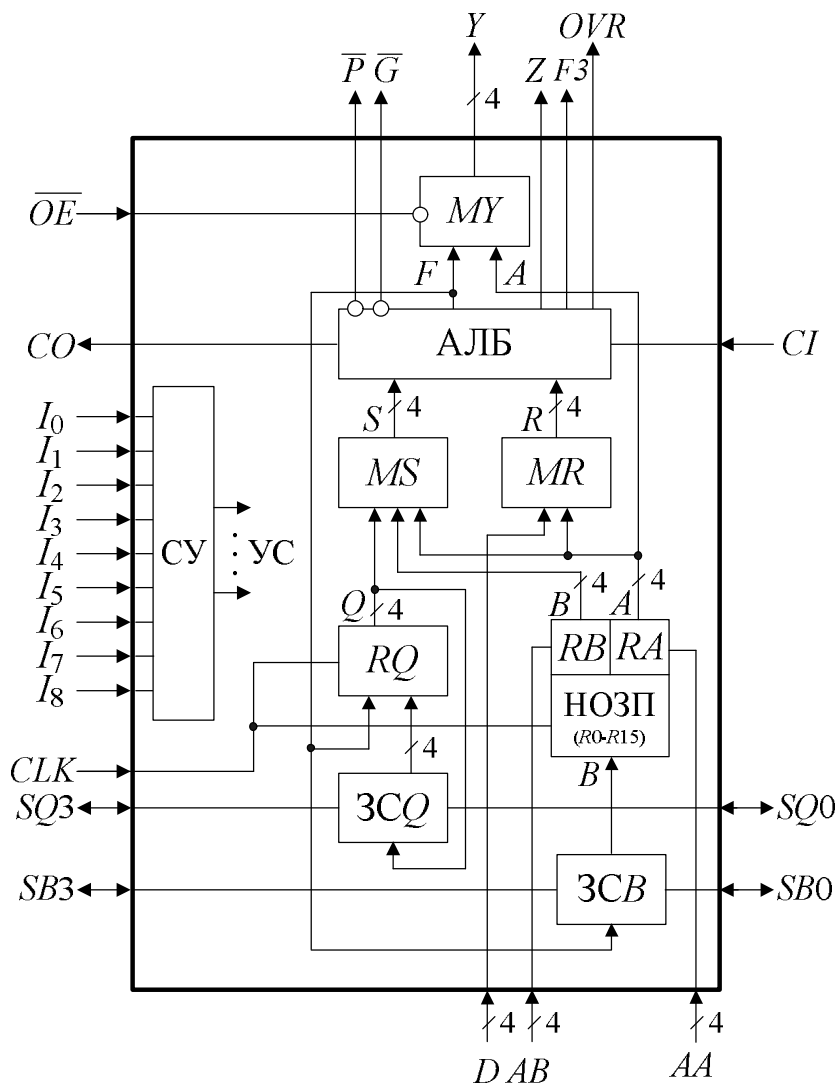 Y OVR
P̅ G̅ Z F3
4
O̅E̅ MY
F A
CO АЛБ CI
S 4 R 4
MS MR
I0
I1
I2
I3
I4
I5
I6
I7
I8
СУ УС
B 4 A 4
Q 4
RQ RB RA
НОЗП
(R0-R15)
4 B
CLK
SQ3 ЗСQ SQ0
SB3 ЗСB SB0
4 4 4
D AB AA